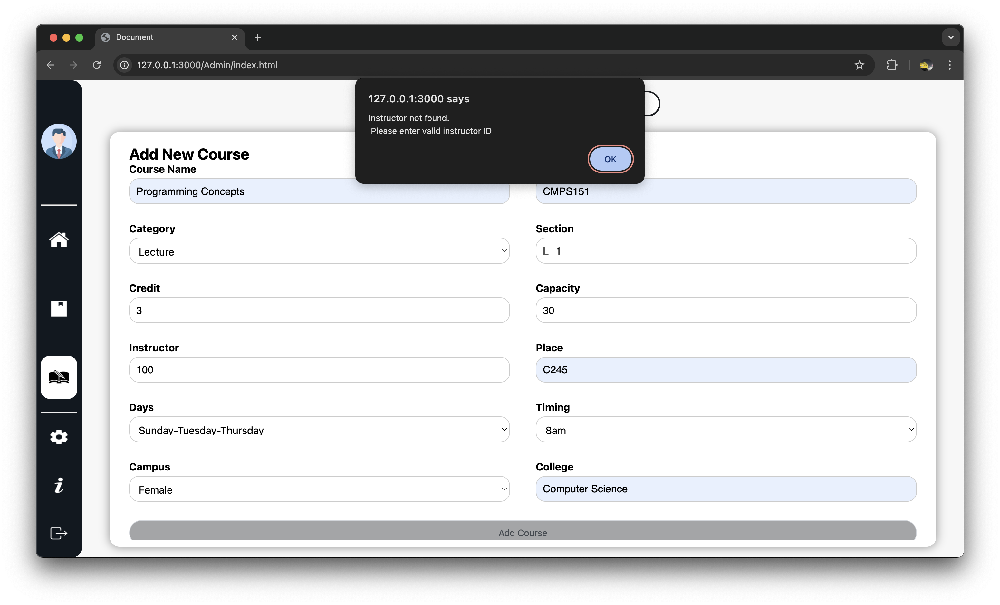 Document
127.0.0.1:3000/Admin/index.html
127.0.0.1:3000 says
Instructor not found.
Please enter valid instructor ID
OK
Add New Course
Course Name
Programming Concepts
CMPS151
Category
Section
Lecture
L 1
Credit
Capacity
3
30
Instructor
Place
100
C245
Days
Timing
Sunday-Tuesday-Thursday
8am
Campus
College
Female
Computer Science
Add Course